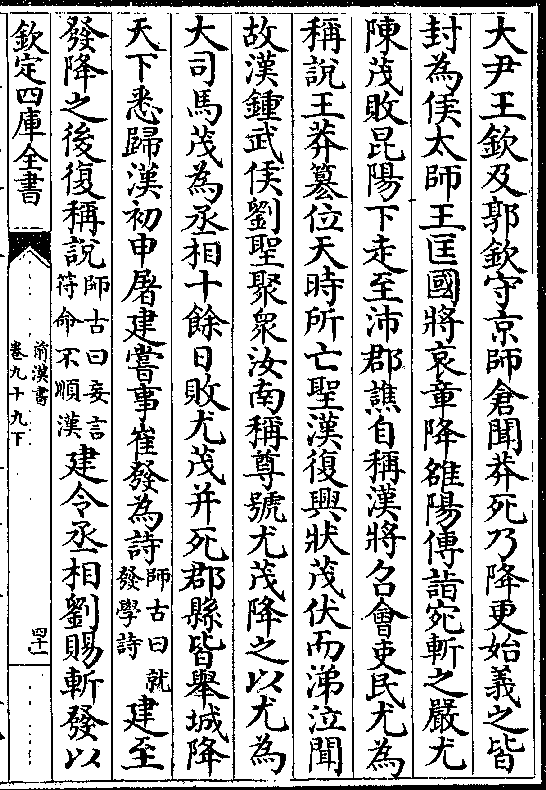 大尹王欽及郭欽守京師倉聞莽死乃降更始義之皆
封為侯太師王匡國將哀章降雒陽傳詣宛斬之嚴尤
陳茂敗昆陽下走至沛郡譙自稱漢將召會吏民尤為
稱說王莽篡位天時所亡聖漢復興狀茂伏而涕泣聞
故漢鍾武侯劉聖聚衆汝南稱尊號尤茂降之以尤為
大司馬茂為丞相十餘日敗尤茂并死郡縣皆舉城降
天下悉歸漢初申屠建嘗事崔發為詩師古曰就發學詩建至
發降之後復稱說師古曰妄言符命不順漢建令丞相劉賜斬發以
欽定四庫全書
前漢書
卷九十九下
四十一